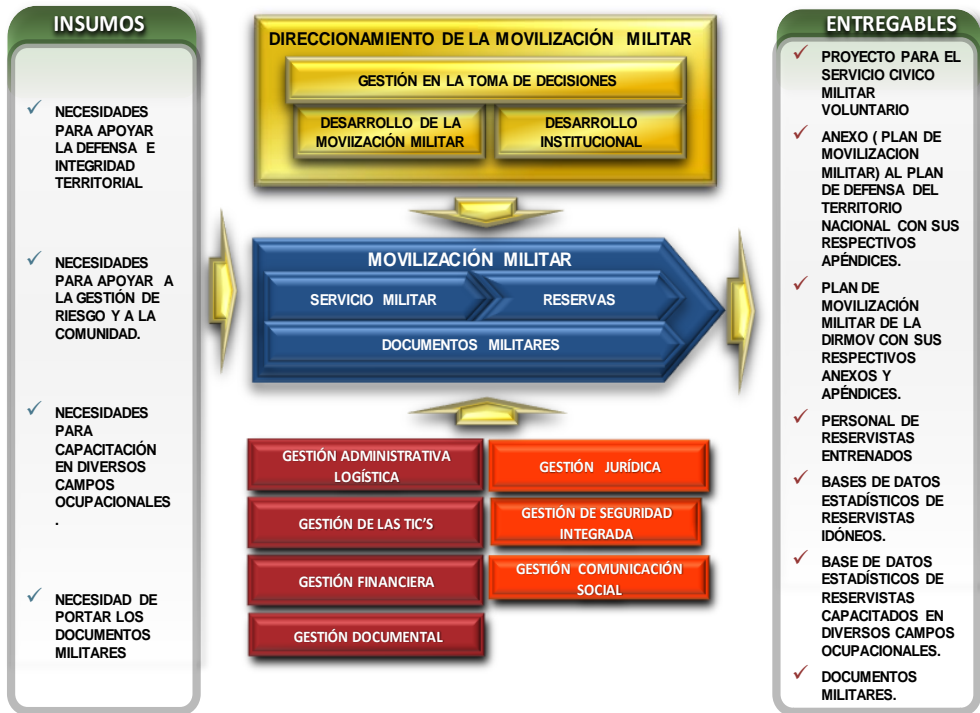 INSUMOS
NECESIDADES
PARA APOYAR
LA DEFENSA E
INTEGRIDAD
TERRITORIAL
NECESIDADES
PARA APOYAR A
LA GESTIÓN DE
RIESGO Y A LA
COMUNIDAD.
NECESIDADES
PARA
CAPACITACIÓN
EN DIVERSOS
CAMPOS
OCUPACIONALES
.
NECESIDAD DE
PORTAR LOS
DOCUMENTOS
MILITARES
DIRECCIONAMIENTO DE LA MOVILIZACIÓN MILITAR
GESTIÓN EN LA TOMA DE DECISIONES
DESARROLLO DE LA
MOVIIZACIÓN MILITAR
DESARROLLO
INSTITUCIONAL
MOVILIZACIÓN MILITAR
SERVICIO MILITAR
RESERVAS
DOCUMENTOS MILITARES
GESTIÓN ADMINISTRATIVA
LOGÍSTICA
GESTIÓN DE LAS TIC'S
GESTIÓN FINANCIERA
GESTIÓN DOCUMENTAL
GESTIÓN JURÍDICA
GESTIÓN DE SEGURIDAD
INTEGRADA
GESTIÓN COMUNICACIÓN
SOCIAL
ENTREGABLES
PROYECTO PARA EL
SERVICIO CIVICO
MILITAR
VOLUNTARIO
ANEXO ( PLAN DE
MOVILIZACION
MILITAR) AL PLAN
DE DEFENSA DEL
TERRITORIO
NACIONAL CON SUS
RESPECTIVOS
APÉNDICES.
PLAN DE
MOVILIZACIÓN
MILITAR DE LA
DIRMOV CON SUS
RESPECTIVOS
ANEXOS Y
APÉNDICES.
PERSONAL DE
RESERVISTAS
ENTRENADOS
BASES DE DATOS
ESTADÍSTICOS DE
RESERVISTAS
IDÓNEOS.
BASE DE DATOS
ESTADÍSTICOS DE
RESERVISTAS
CAPACITADOS EN
DIVERSOS CAMPOS
OCUPACIONALES.
DOCUMENTOS
MILITARES.